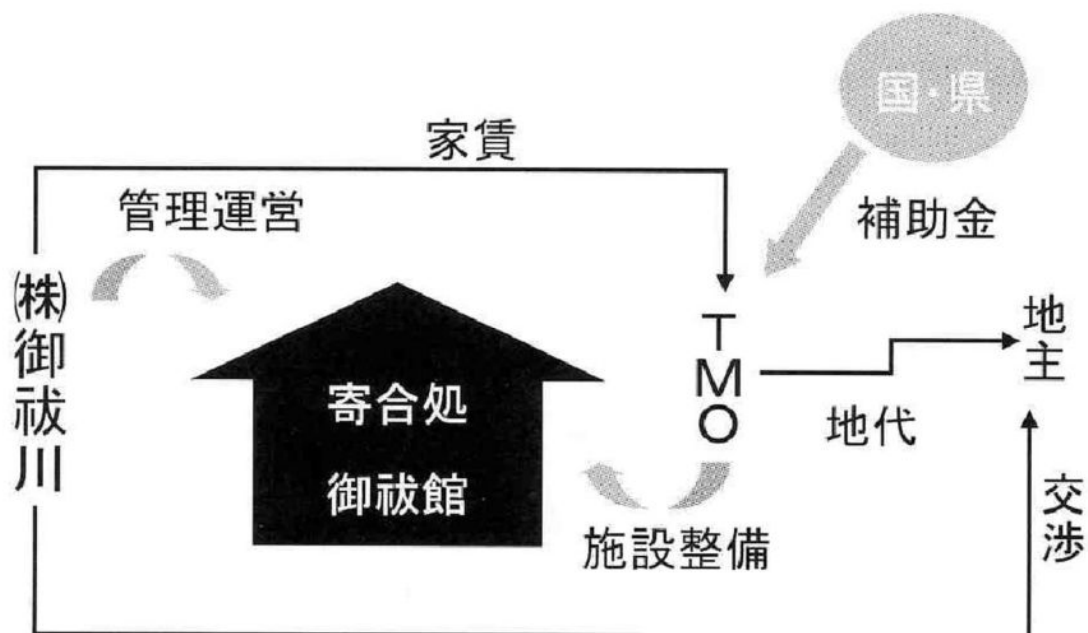 国・県
家賃
管理運営
補助金
㈱御祓川
寄合処
御祓館
TMO
地主
地代
施設整備
交渉